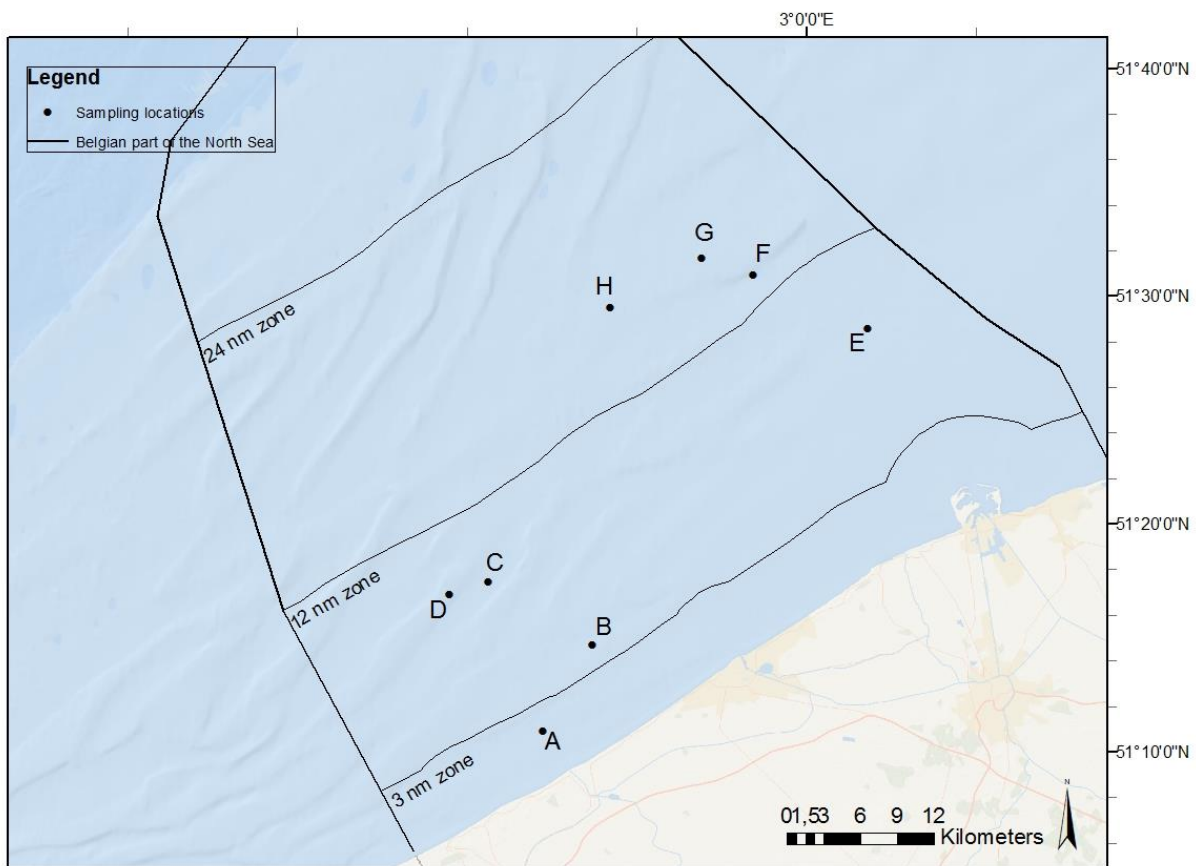 3°0'0"E
51°40'0"N
Legend
Sampling locations
Belgian part of the North Sea
G
F
H
51°30'0"N
24 nm zone
E
51°20'0"N
C
D
12 nm zone
B
A
51°10'0"N
3 nm zone
N
01,53 6 9 12
Kilometers